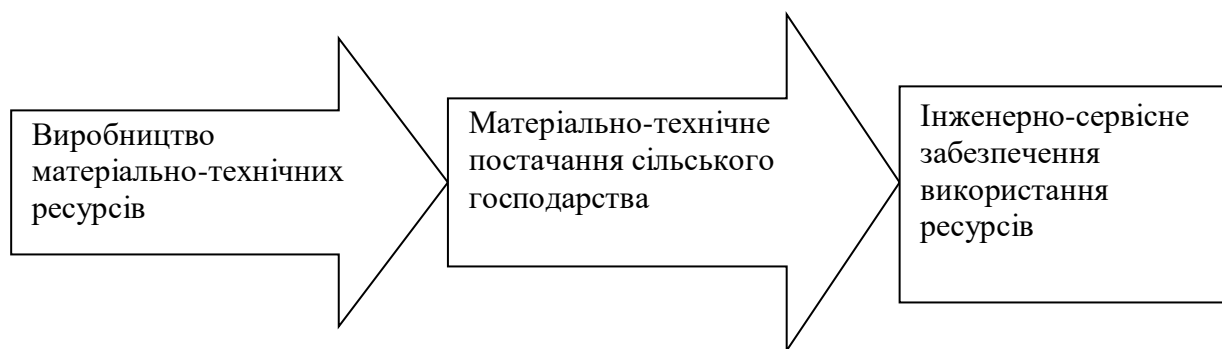 Виробництво
матеріально-технічних
ресурсів
Матеріально-технічне
постачання сільського
господарства
Інженерно-сервісне
забезпечення
використання
ресурсів